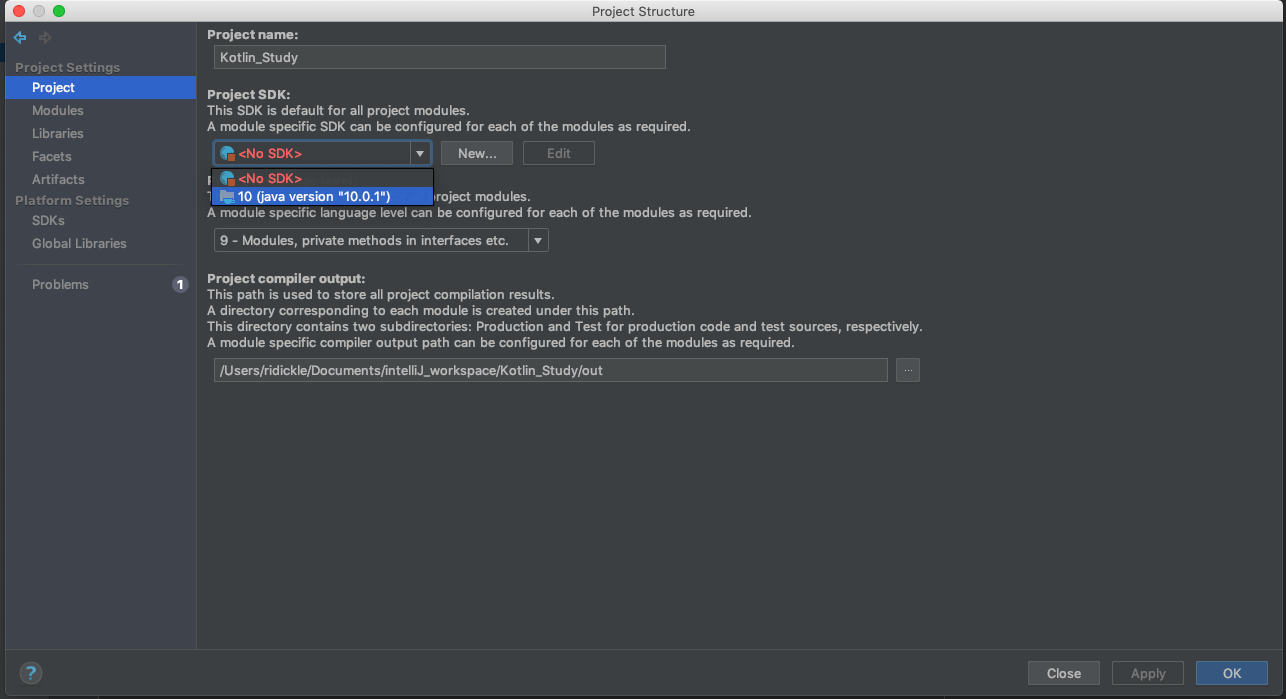 Project Structure
Project Settings
Project
Modules
Libraries
Facets
Artifacts
Platform Settings
SDKs
Global Libraries
Problems 1
Project name:
Kotlin_Study
Project SDK:
This SDK is default for all project modules.
A module specific SDK can be configured for each of the modules as required.
<No SDK> New... Edit
<No SDK>
10 (java version "10.0.1") project modules.
A module specific language level can be configured for each of the modules as required.
9 - Modules, private methods in interfaces etc.
Project compiler output:
This path is used to store all project compilation results.
A directory corresponding to each module is created under this path.
This directory contains two subdirectories: Production and Test for production code and test sources, respectively.
A module specific compiler output path can be configured for each of the modules as required.
/Users/ridickle/Documents/intelliJ_workspace/Kotlin_Study/out ...
? Close Apply OK